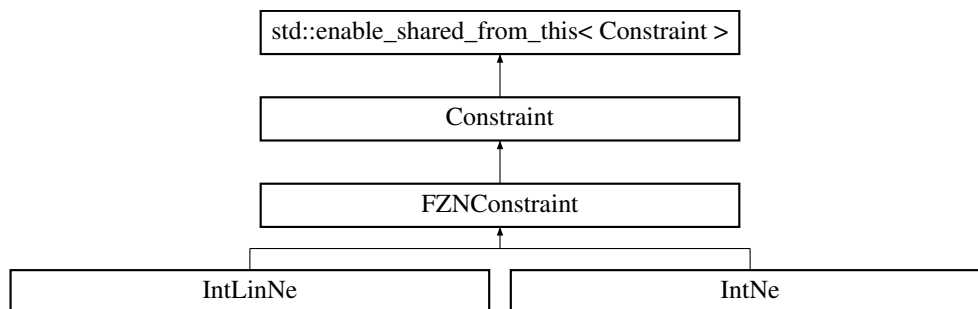 std::enable_shared_from_this< Constraint >
Constraint
FZNConstraint
IntLinNe
IntNe